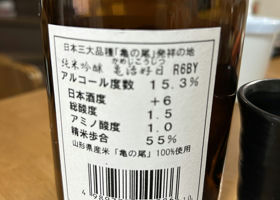 日本三大品種「亀の尾」発祥の地
かめじこうじつ
純米吟醸 亀治好日 R6BY
アルコール度数 15.3%
日本酒度 +6
総酸度 1.5
アミノ酸度 1.0
精米歩合 55%
山形県産米「亀の尾」100%使用